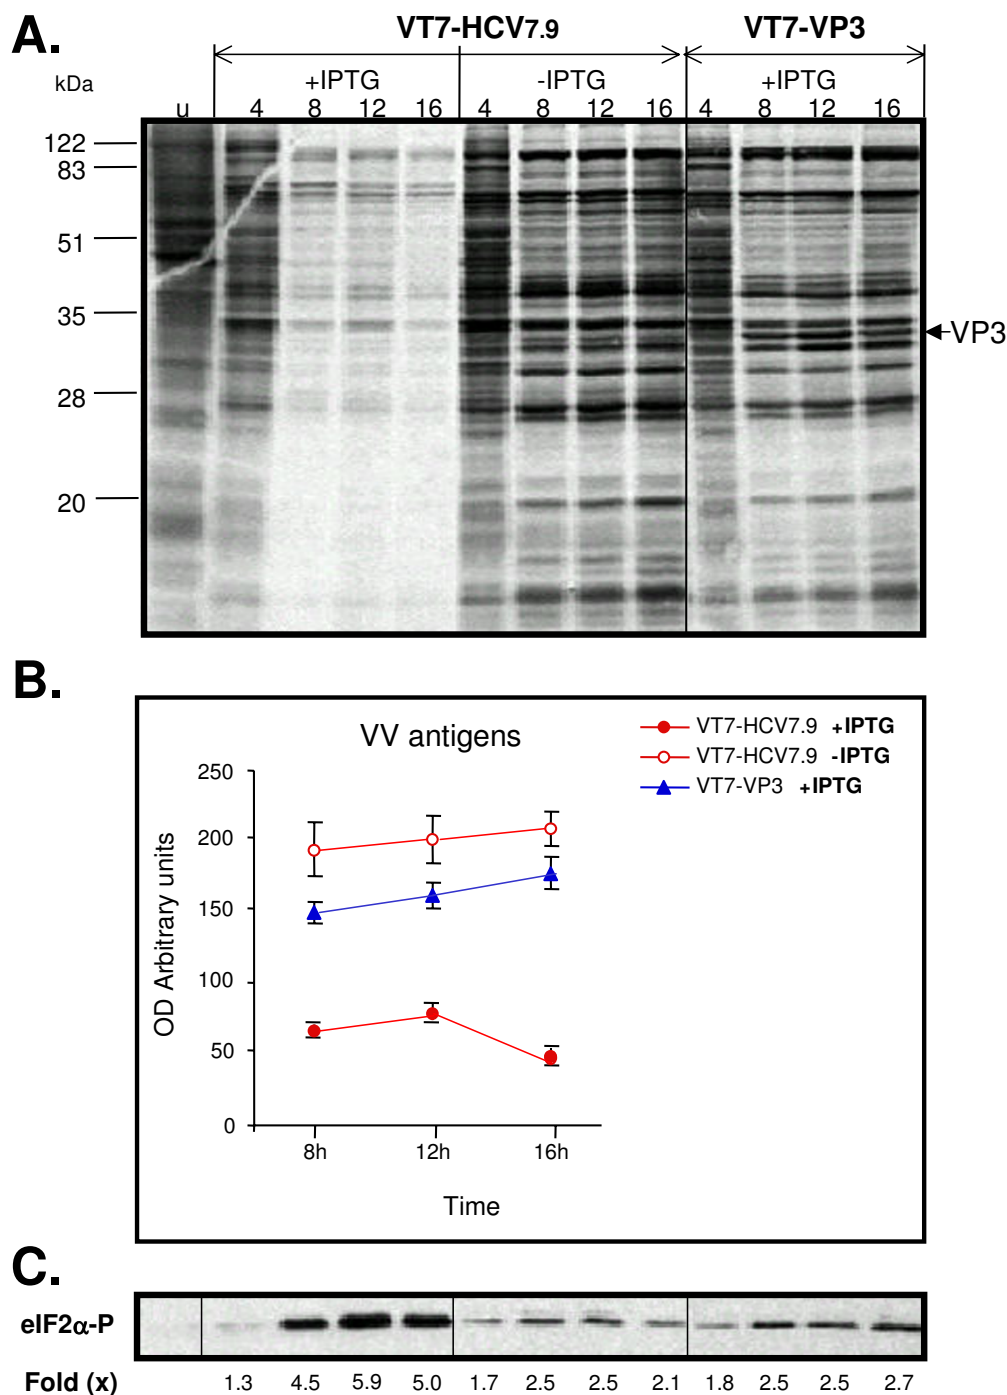 A.
VT7-HCV7.9 VT7-VP3
kDa +IPTG -IPTG +IPTG
u 4 8 12 16 4 8 12 16 4 8 12 16
122
83
51
35
VP3
28
20
B.
VV antigens
VT7-HCV7.9 +IPTG
VT7-HCV7.9 -IPTG
VT7-VP3 +IPTG
OD Arbitrary units
250
200
150
100
50
0
8h 12h 16h
Time
C.
eIF2α-P
Fold (x) 1.3 4.5 5.9 5.0 1.7 2.5 2.5 2.1 1.8 2.5 2.5 2.7